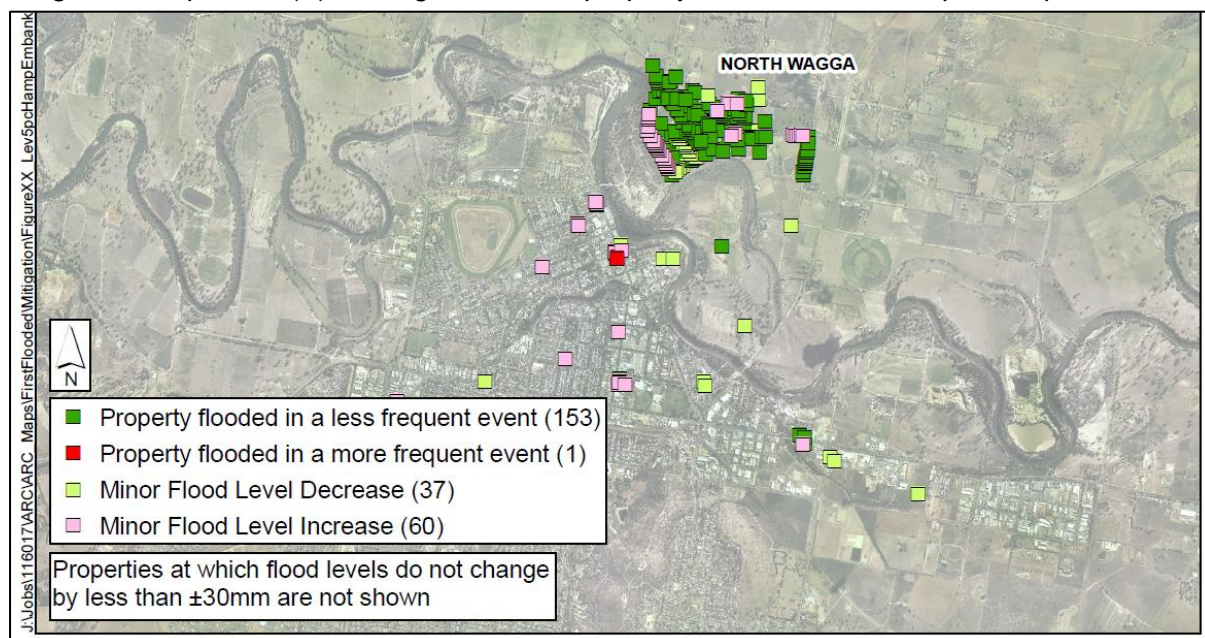 NORTH WAGGA
J:\Jobs\116017\ARC\ARC_Maps\FirstFlooded\Mitigation\FigureXX_Lev5pcHampEmbank
N
Property flooded in a less frequent event (153)
Property flooded in a more frequent event (1)
Minor Flood Level Decrease (37)
Minor Flood Level Increase (60)
Properties at which flood levels do not change
by less than ±30mm are not shown